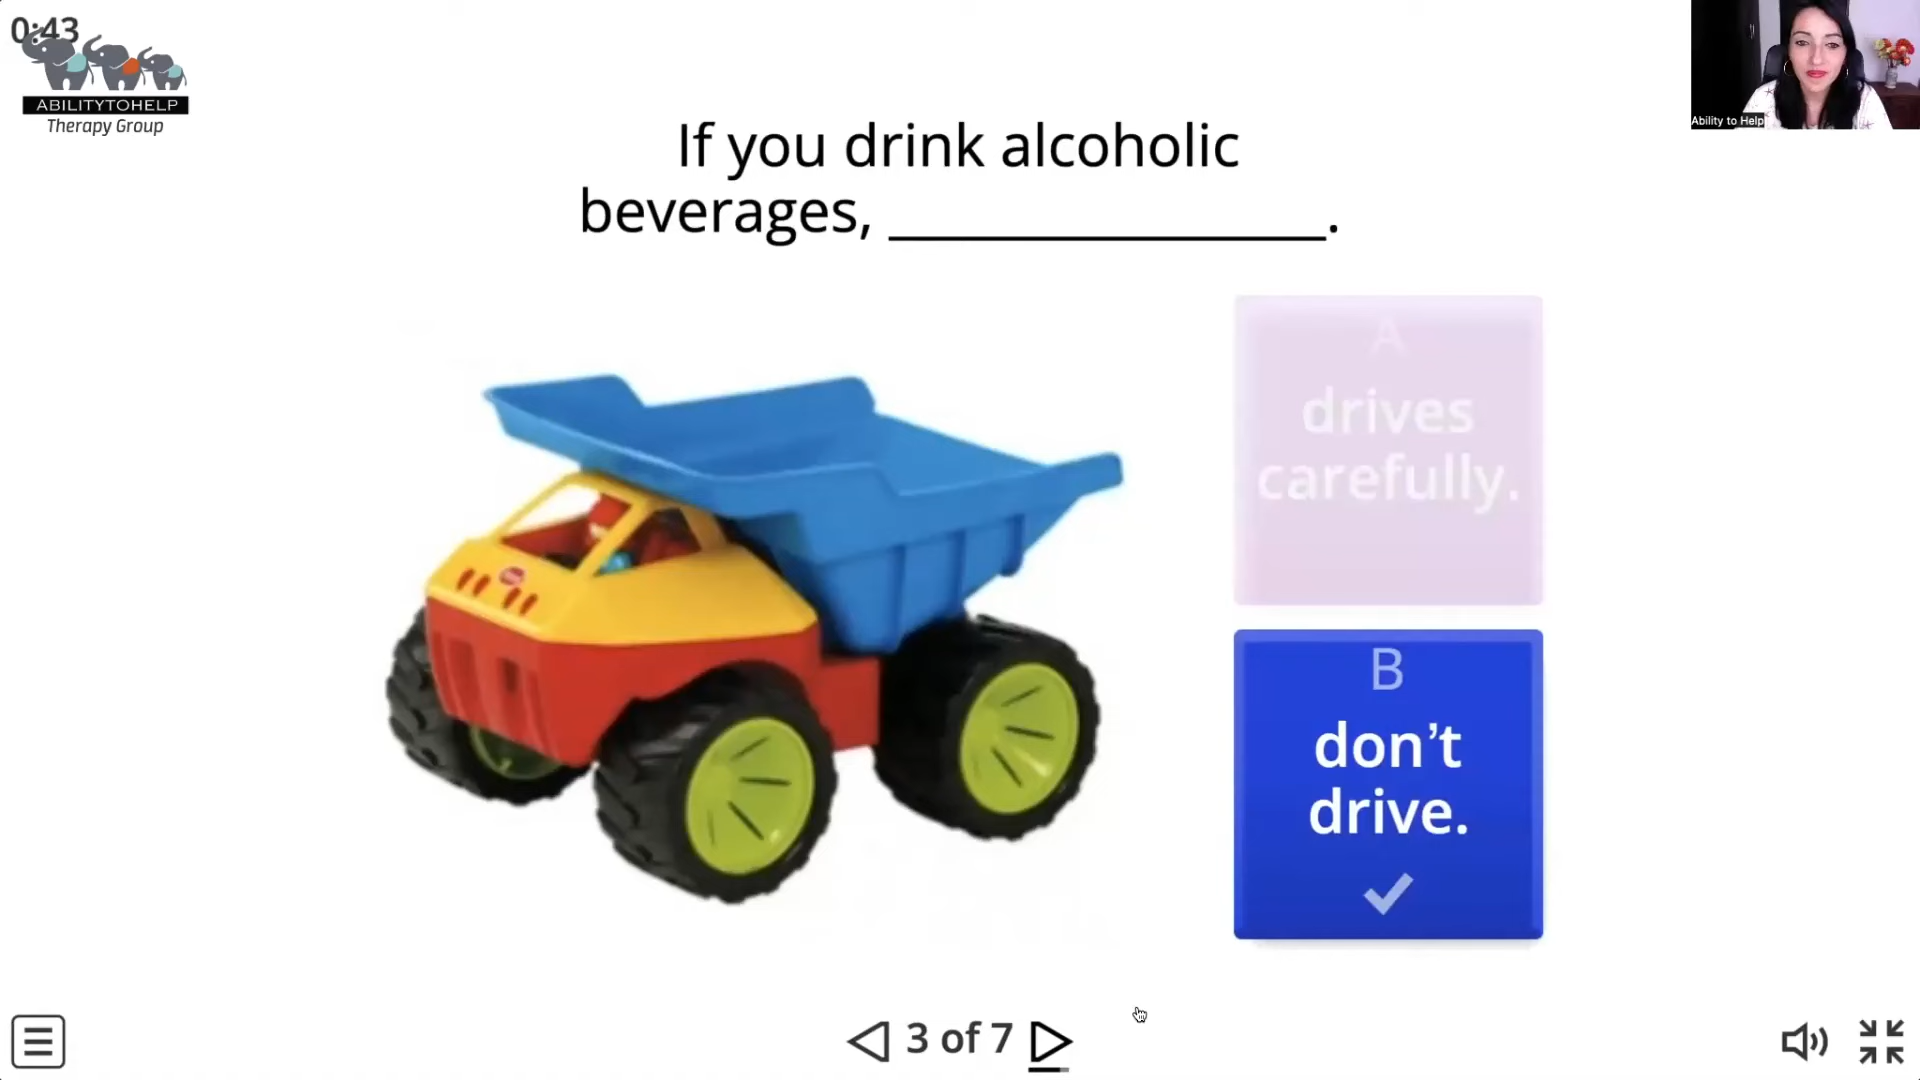 0:43
ABILITYTOHELP
Therapy Group
Ability to Help
If you drink alcoholic
beverages, ________________.
A
drives
carefully.
B
don’t
drive.
3 of 7